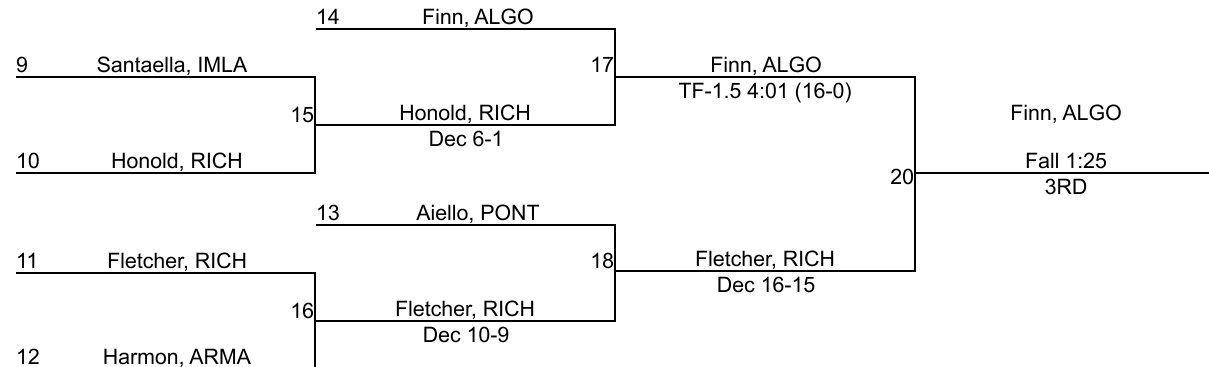 14 Finn, ALGO
9 Santaella, IMLA
17 Finn, ALGO
TF-1.5 4:01 (16-0)
15 Honold, RICH
Dec 6-1
Finn, ALGO
10 Honold, RICH
Fall 1:25
20
3RD
13 Aiello, PONT
11 Fletcher, RICH
18 Fletcher, RICH
Dec 16-15
16 Fletcher, RICH
Dec 10-9
12 Harmon, ARMA